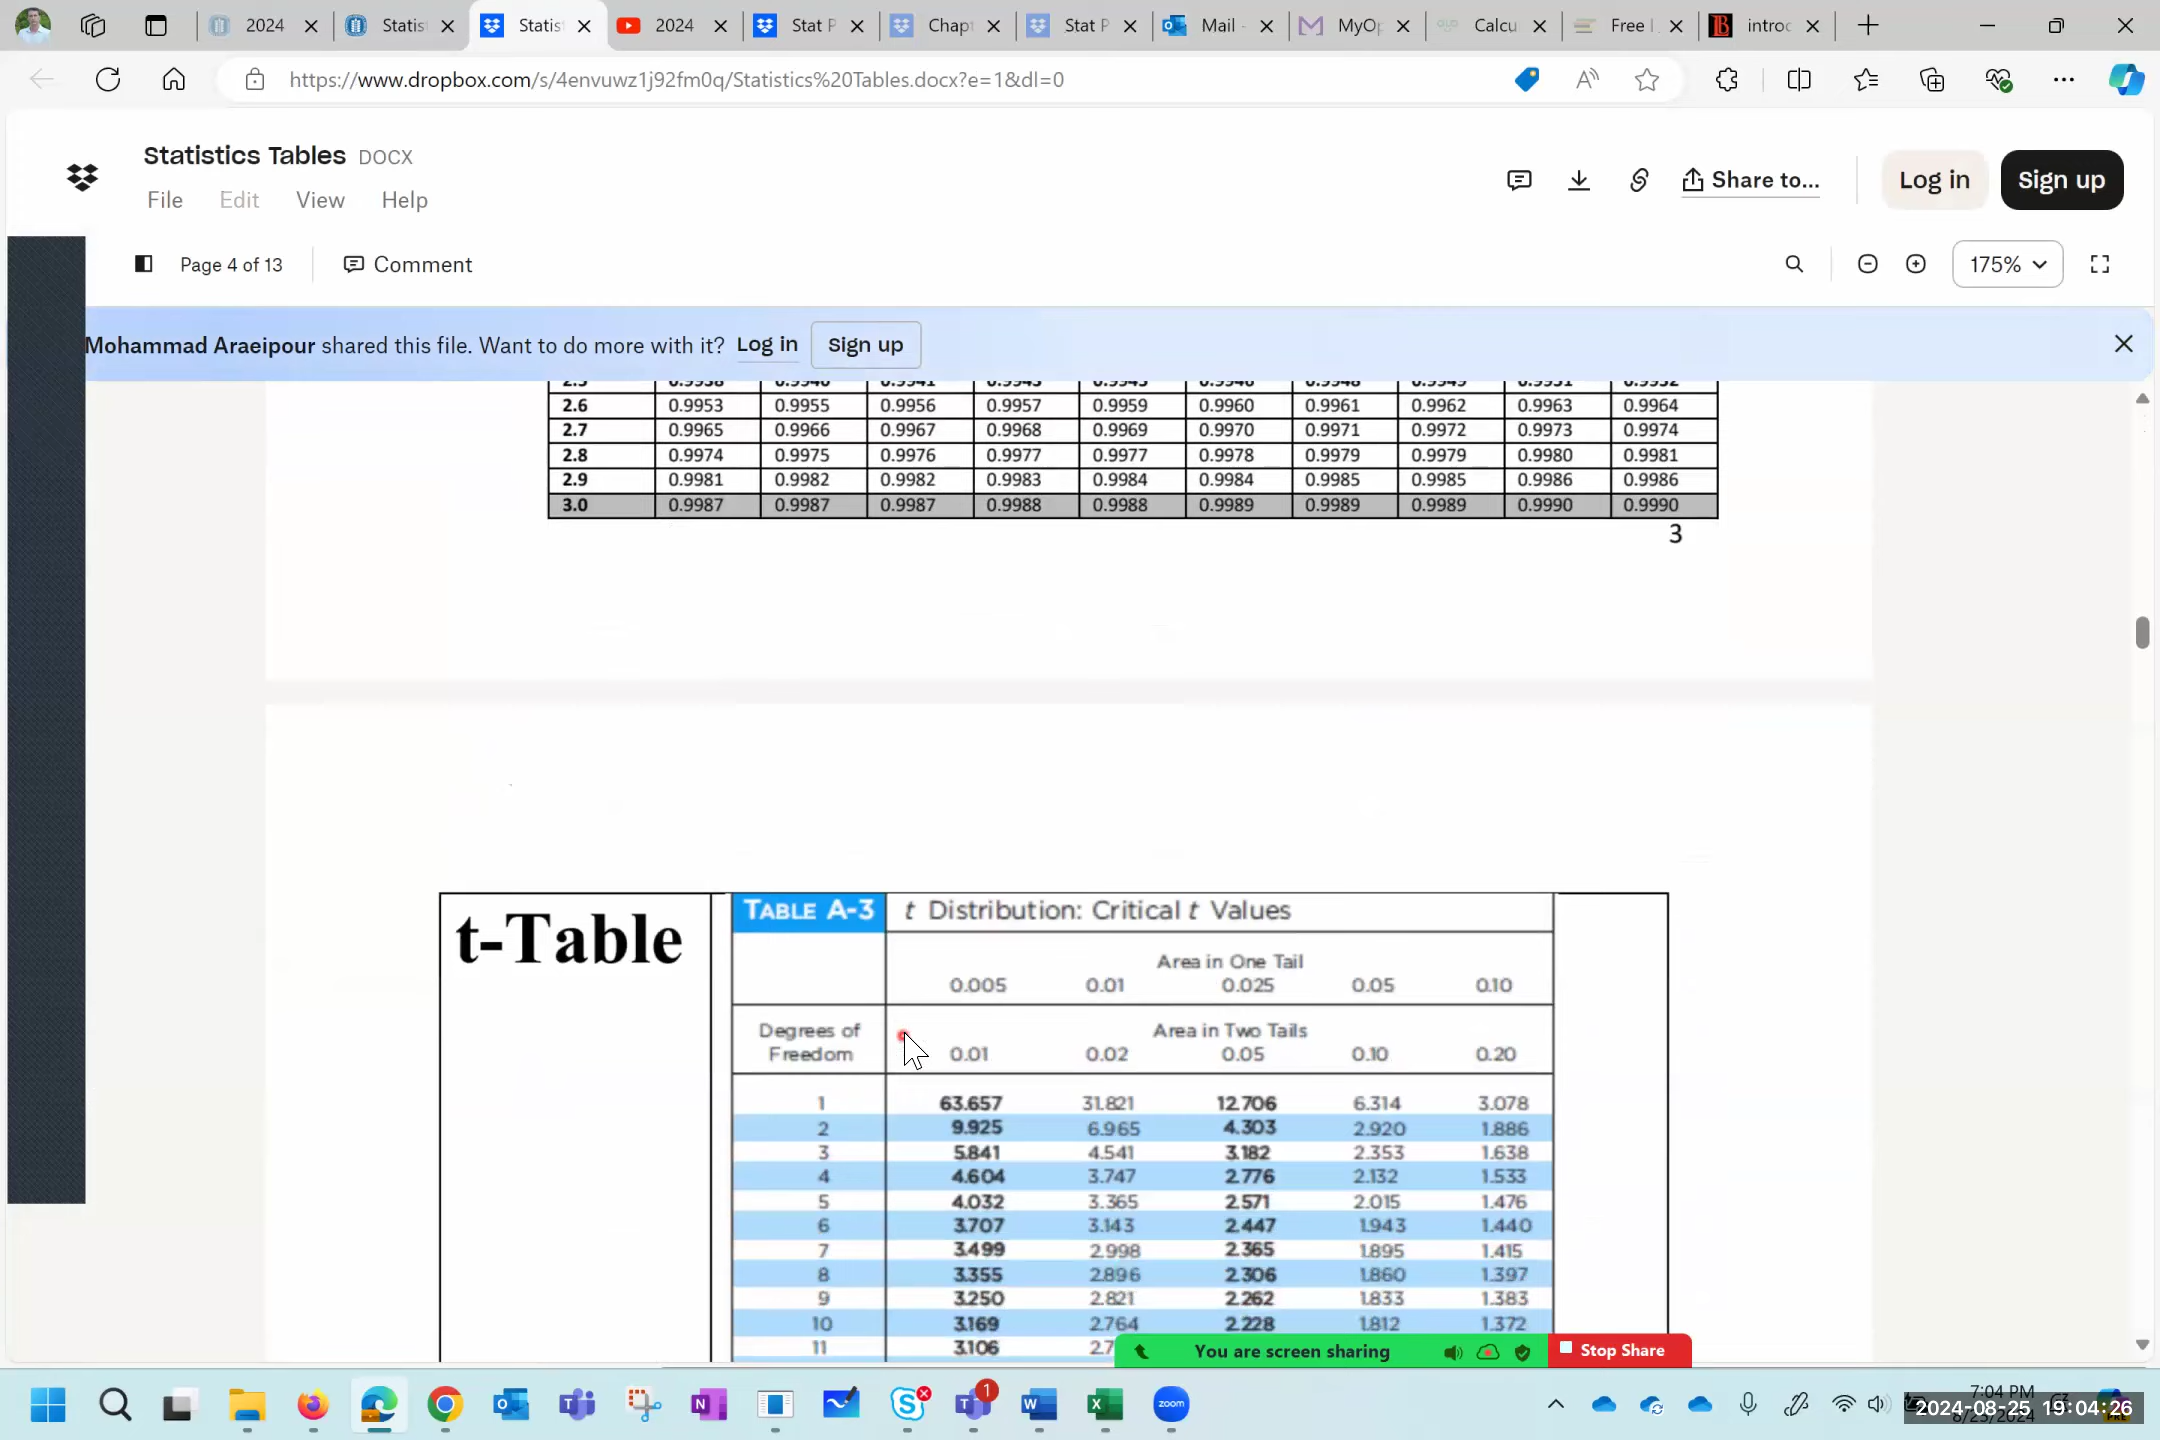 2024
Statist
Statist
2024
Stat P
Chapt
Stat P
Mail -
MyOp
Calcu
Free |
introd
https://www.dropbox.com/s/4envuwz1j92fm0q/Statistics%20Tables.docx?e=1&dl=0
Statistics Tables DOCX
File Edit View Help
Share to...
Log in
Sign up
Page 4 of 13
Comment
175%
Mohammad Araeipour shared this file. Want to do more with it? Log in Sign up
2.6 0.9953 0.9955 0.9956 0.9957 0.9959 0.9960 0.9961 0.9962 0.9963 0.9964
2.7 0.9965 0.9966 0.9967 0.9968 0.9969 0.9970 0.9971 0.9972 0.9973 0.9974
2.8 0.9974 0.9975 0.9976 0.9977 0.9977 0.9978 0.9979 0.9979 0.9980 0.9981
2.9 0.9981 0.9982 0.9982 0.9983 0.9984 0.9984 0.9985 0.9985 0.9986 0.9986
3.0 0.9987 0.9987 0.9987 0.9988 0.9988 0.9989 0.9989 0.9989 0.9990 0.9990
3
t-Table
TABLE A-3 t Distribution: Critical t Values
Area in One Tail
0.005 0.01 0.025 0.05 0.10
Degrees of Freedom
Area in Two Tails
0.01 0.02 0.05 0.10 0.20
1 63.657 31.821 12.706 6.314 3.078
2 9.925 6.965 4.303 2.920 1.886
3 5.841 4.541 3.182 2.353 1.638
4 4.604 3.747 2.776 2.132 1.533
5 4.032 3.365 2.571 2.015 1.476
6 3.707 3.143 2.447 1.943 1.440
7 3.499 2.998 2.365 1.895 1.415
8 3.355 2.896 2.306 1.860 1.397
9 3.250 2.821 2.262 1.833 1.383
10 3.169 2.764 2.228 1.812 1.372
11 3.106 2.7
You are screen sharing
Stop Share
1
zoom
7:04 PM
2024-08-25 19:04:26